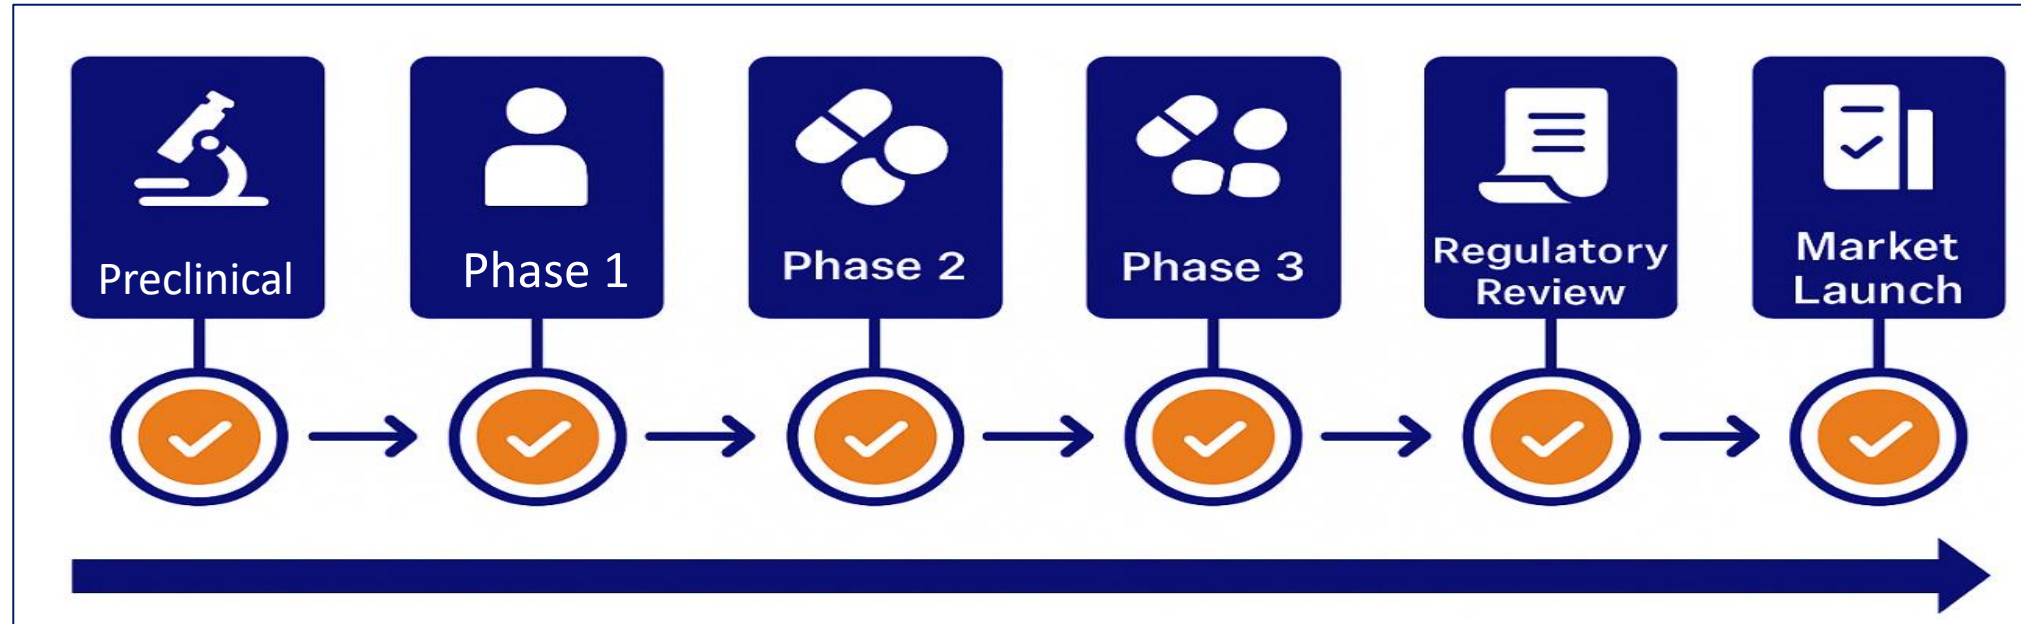 Preclinical
Phase 1
Phase 2
Phase 3
Regulatory
Review
Market
Launch